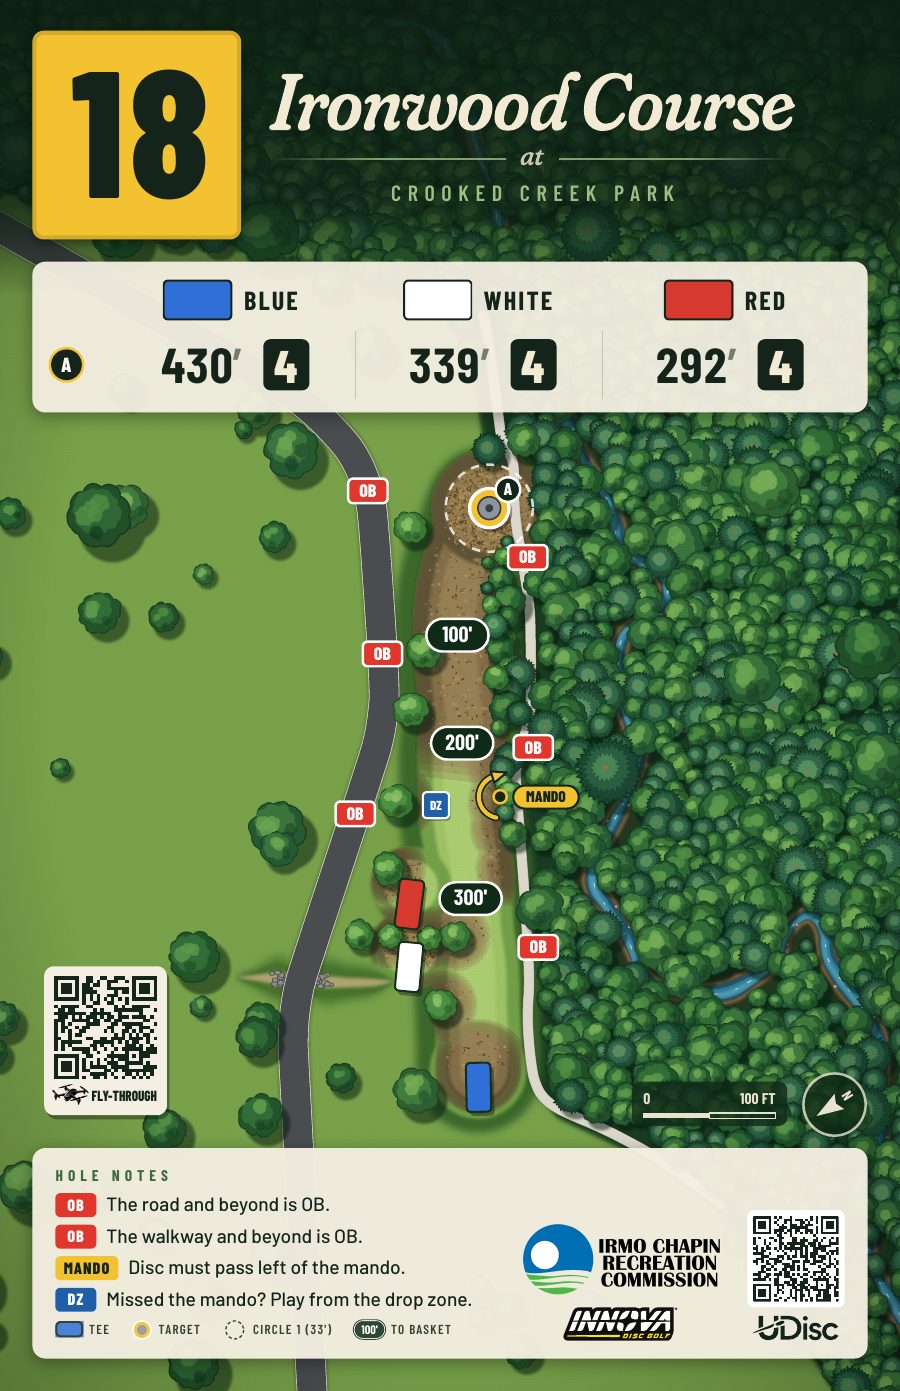 18
Ironwood Course
at
CROOKED CREEK PARK
BLUE
WHITE
RED
A
430' 4
339' 4
292' 4
OB
A
OB
100'
OB
200'
OB
DZ
MANDO
OB
300'
OB
FLY-THROUGH
0 100 FT
N
HOLE NOTES
OB The road and beyond is OB.
OB The walkway and beyond is OB.
MANDO Disc must pass left of the mando.
DZ Missed the mando? Play from the drop zone.
TEE TARGET CIRCLE 1 (33') 100' TO BASKET
IRMO CHAPIN
RECREATION
COMMISSION
INNOVA
DISC GOLF
UDisc